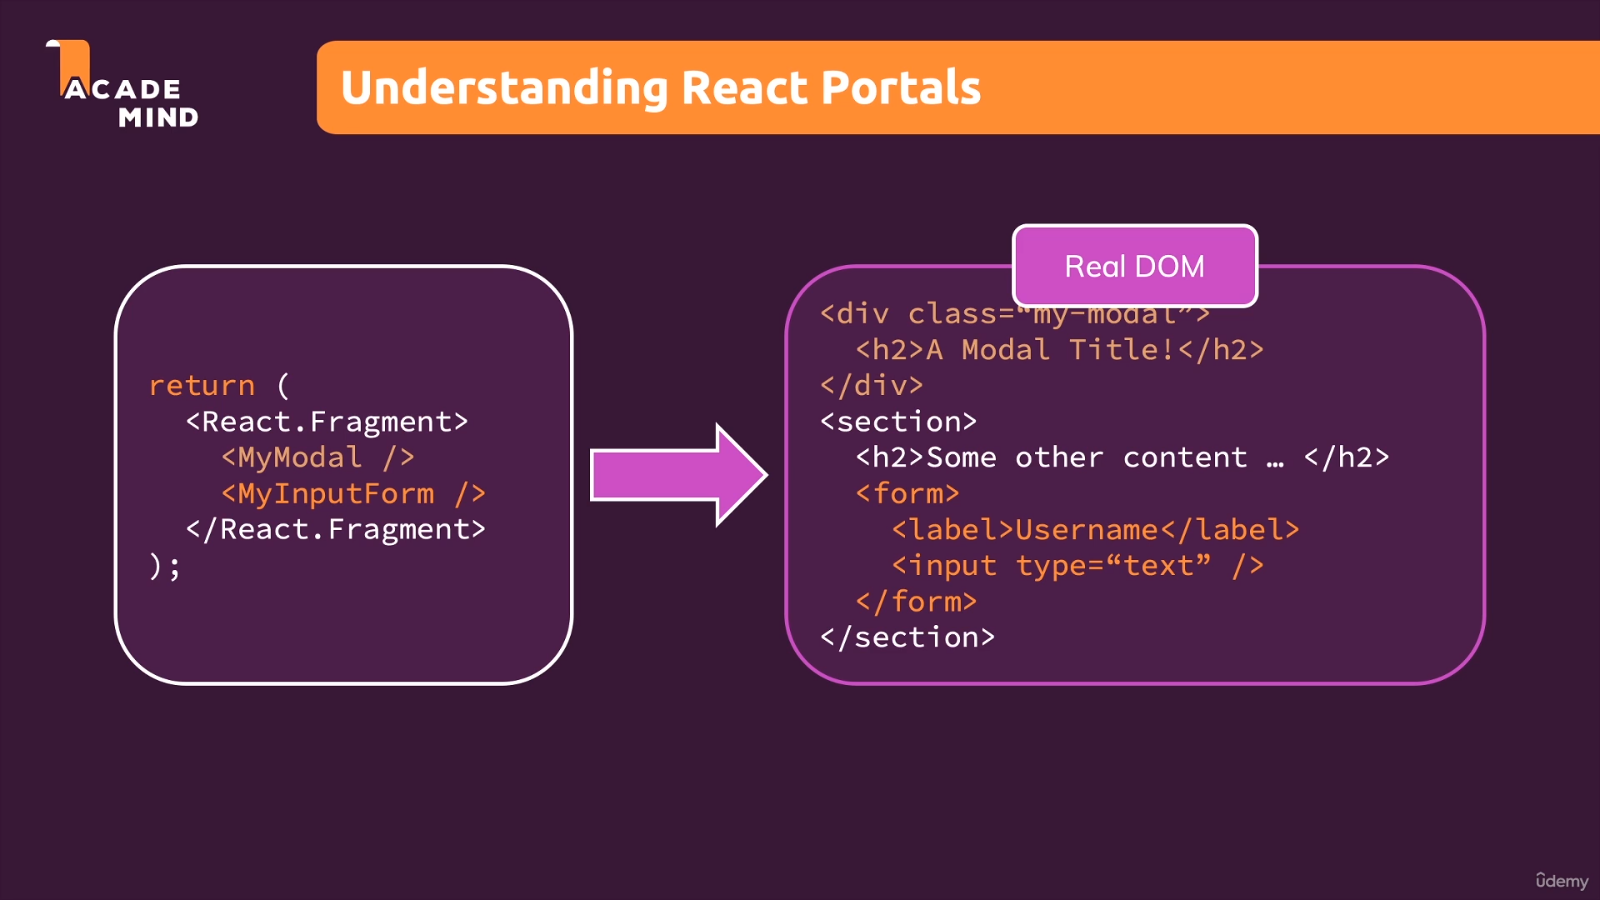 ACADE
MIND
Understanding React Portals
return (
<React.Fragment>
<MyModal />
<MyInputForm />
</React.Fragment>
);
Real DOM
<div class=“my-modal”>
<h2>A Modal Title!</h2>
</div>
<section>
<h2>Some other content … </h2>
<form>
<label>Username</label>
<input type=“text” />
</form>
</section>
ûdemy